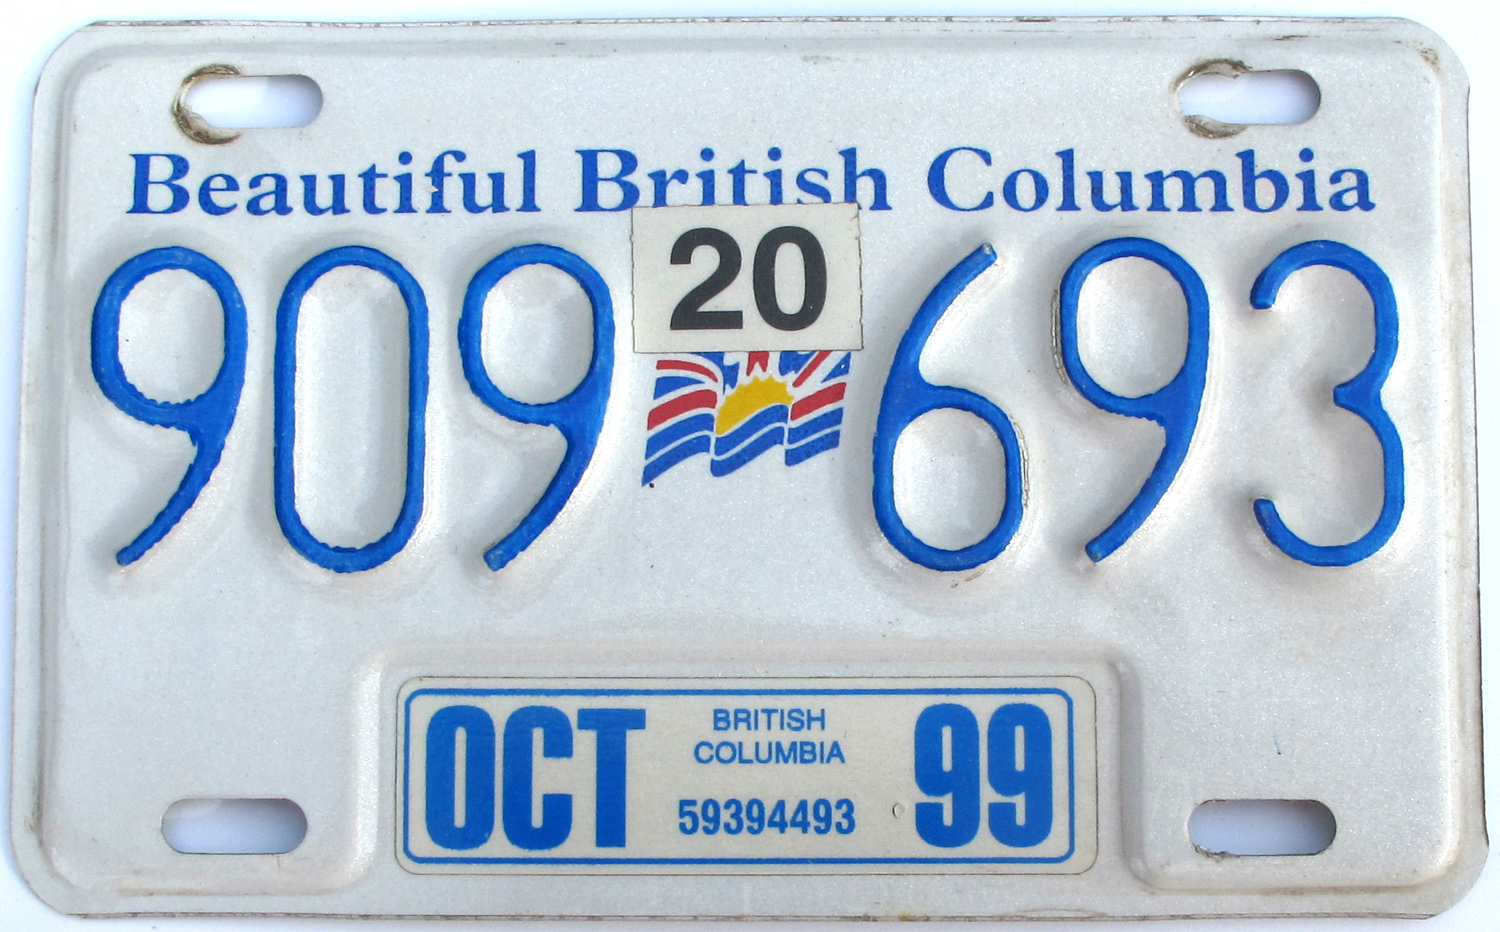 Beautiful British Columbia
909 20 693
OCT BRITISH COLUMBIA 59394493 99